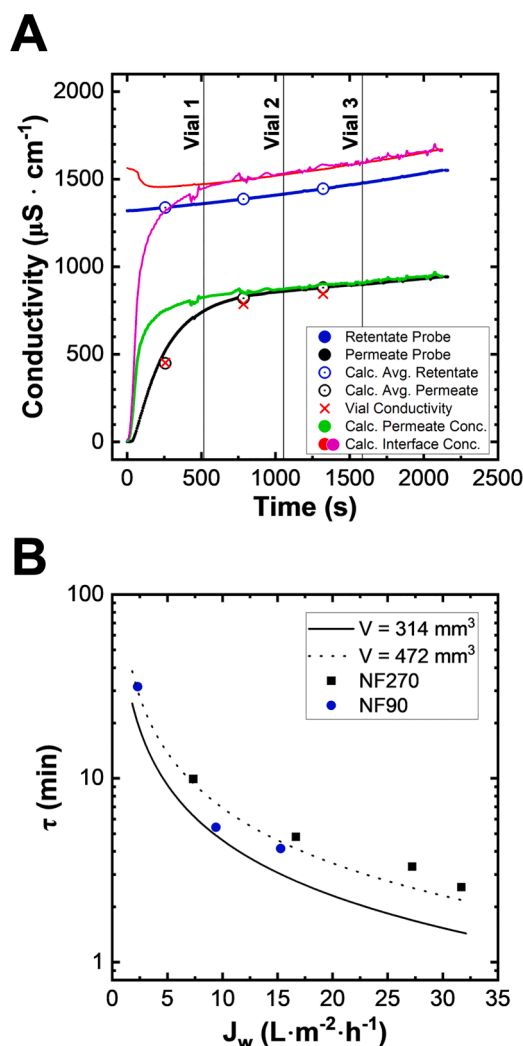 A
Vial 1
Vial 2
Vial 3
2000
1500
1000
500
0
Conductivity (μS · cm⁻¹)
Retentate Probe
Permeate Probe
Calc. Avg. Retentate
Calc. Avg. Permeate
Vial Conductivity
Calc. Permeate Conc.
Calc. Interface Conc.
0 500 1000 1500 2000 2500
Time (s)
B
100
10
1
τ (min)
V = 314 mm³
V = 472 mm³
NF270
NF90
0 5 10 15 20 25 30 35
J_w (L·m⁻²·h⁻¹)